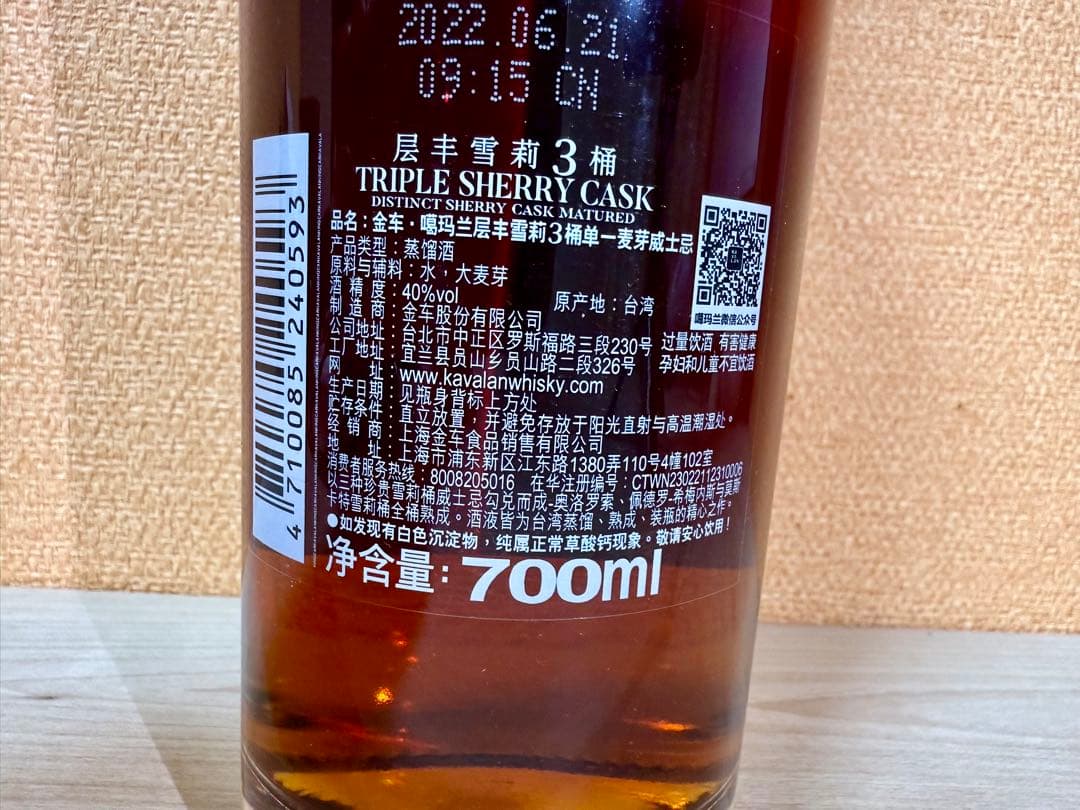 2022.06.21
09:15 CN
层丰雪莉3桶
TRIPLE SHERRY CASK
DISTINCT SHERRY CASK MATURED
品名：金车·噶玛兰层丰雪莉3桶单一麦芽威士忌
产品类型：蒸馏酒
原料与辅料：水，大麦芽
酒精度：40%vol 原产地：台湾
制造商：金车股份有限公司
公司地址：台北市中正区罗斯福路三段230号
工厂地址：宜兰县员山乡员山路二段326号
网址：www.kavalanwhisky.com
生产日期：见瓶身背标上方处
贮存条件：直立放置，并避免存放于阳光直射与高温潮湿处。
经销商：上海金车食品销售有限公司
地址：上海市浦东新区江东路1380弄110号4幢102室
消费者服务热线：8008205016 在华注册编号：CTWN23022112310006
以三种珍贵雪莉桶威士忌勾兑而成-奥洛罗索、佩德罗-希梅内斯与莫斯
卡特雪莉桶全桶熟成。酒液皆为台湾蒸馏、熟成、装瓶的精心之作。
●如发现有白色沉淀物，纯属正常草酸钙现象。敬请安心饮用！
净含量：700ml
噶玛兰微信公众号
过量饮酒 有害健康
孕妇和儿童不宜饮酒
4 710085 240593